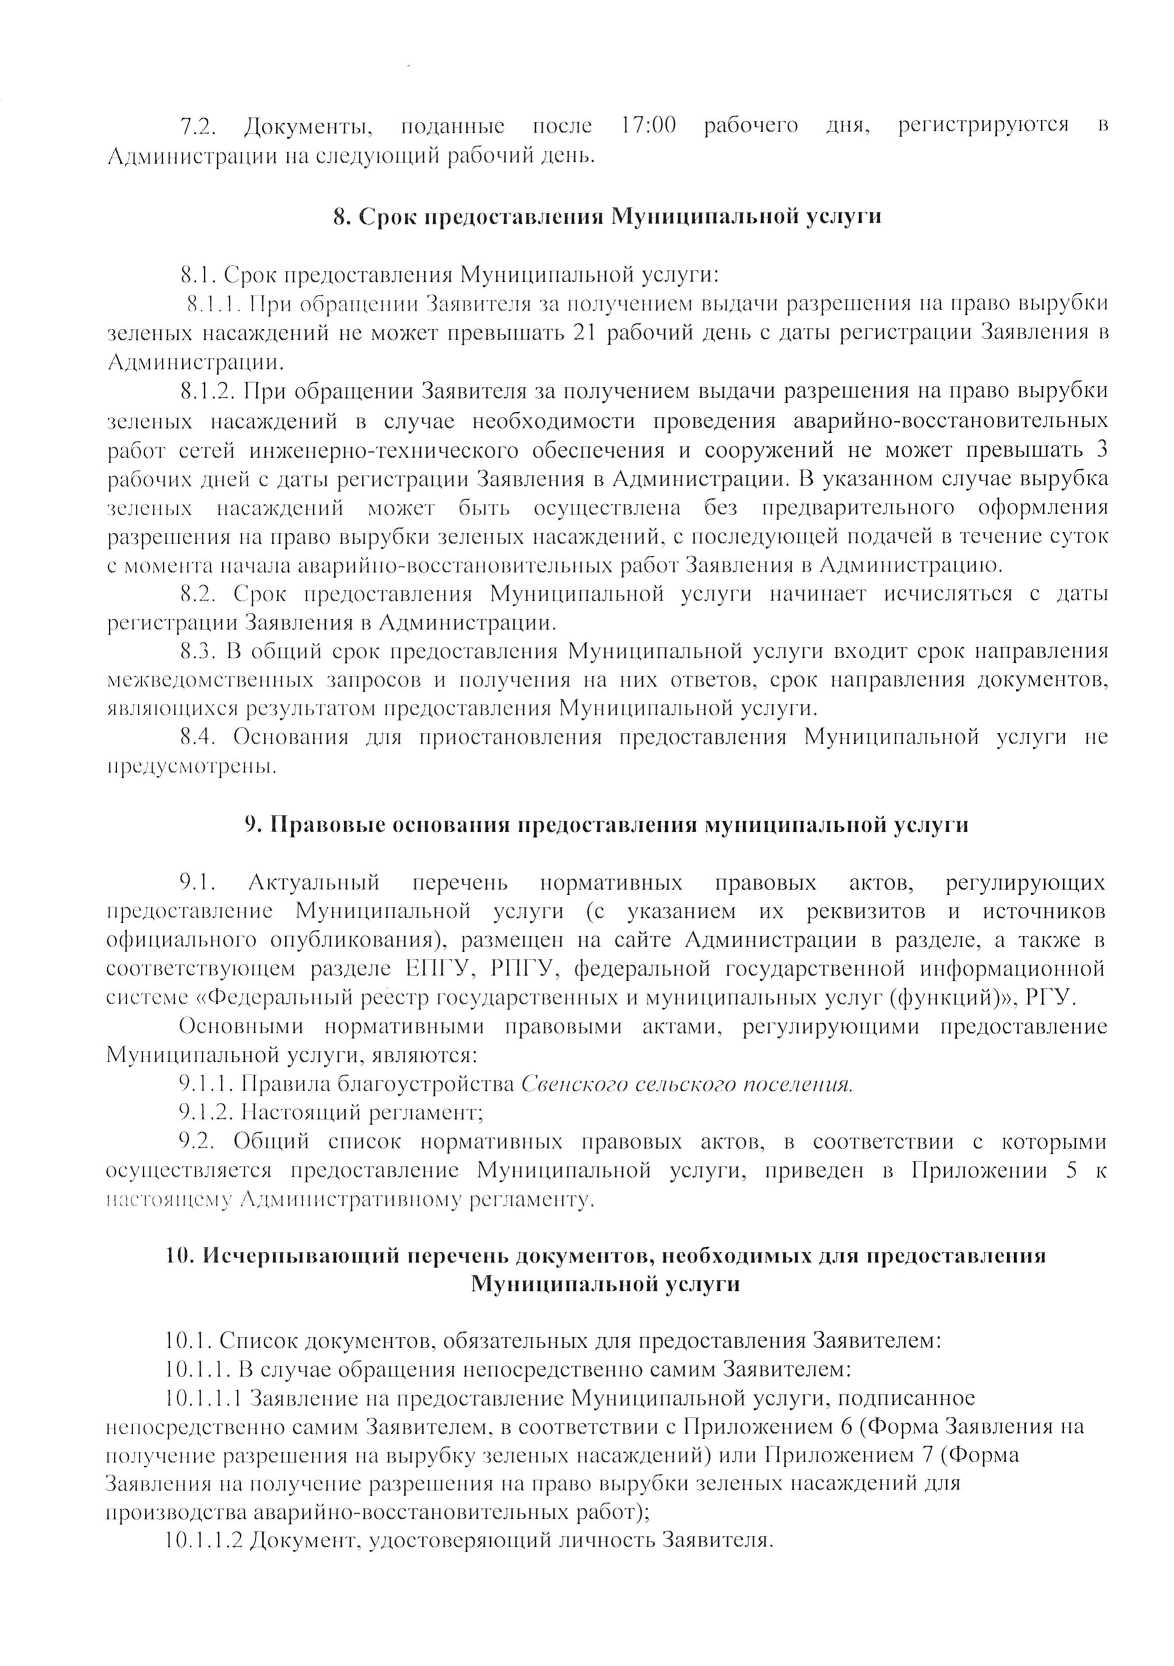 7.2. Документы, поданные после 17:00 рабочего дня, регистрируются в
Администрации на следующий рабочий день.
8. Срок предоставления Муниципальной услуги
8.1. Срок предоставления Муниципальной услуги:
8.1.1. При обращении Заявителя за получением выдачи разрешения на право вырубки
зеленых насаждений не может превышать 21 рабочий день с даты регистрации Заявления в
Администрации.
8.1.2. При обращении Заявителя за получением выдачи разрешения на право вырубки
зеленых насаждений в случае необходимости проведения аварийно-восстановительных
работ сетей инженерно-технического обеспечения и сооружений не может превышать 3
рабочих дней с даты регистрации Заявления в Администрации. В указанном случае вырубка
зеленых насаждений может быть осуществлена без предварительного оформления
разрешения на право вырубки зеленых насаждений, с последующей подачей в течение суток
с момента начала аварийно-восстановительных работ Заявления в Администрацию.
8.2. Срок предоставления Муниципальной услуги начинает исчисляться с даты
регистрации Заявления в Администрации.
8.3. В общий срок предоставления Муниципальной услуги входит срок направления
межведомственных запросов и получения на них ответов, срок направления документов,
являющихся результатом предоставления Муниципальной услуги.
8.4. Основания для приостановления предоставления Муниципальной услуги не
предусмотрены.
9. Правовые основания предоставления муниципальной услуги
9.1. Актуальный перечень нормативных правовых актов, регулирующих
предоставление Муниципальной услуги (с указанием их реквизитов и источников
официального опубликования), размещен на сайте Администрации в разделе, а также в
соответствующем разделе ЕПГУ, РПГУ, федеральной государственной информационной
системе «Федеральный реестр государственных и муниципальных услуг (функций)», РГУ.
Основными нормативными правовыми актами, регулирующими предоставление
Муниципальной услуги, являются:
9.1.1. Правила благоустройства Свенского сельского поселения.
9.1.2. Настоящий регламент;
9.2. Общий список нормативных правовых актов, в соответствии с которыми
осуществляется предоставление Муниципальной услуги, приведен в Приложении 5 к
настоящему Административному регламенту.
10. Исчерпывающий перечень документов, необходимых для предоставления
Муниципальной услуги
10.1. Список документов, обязательных для предоставления Заявителем:
10.1.1. В случае обращения непосредственно самим Заявителем:
10.1.1.1 Заявление на предоставление Муниципальной услуги, подписанное
непосредственно самим Заявителем, в соответствии с Приложением 6 (Форма Заявления на
получение разрешения на вырубку зеленых насаждений) или Приложением 7 (Форма
Заявления на получение разрешения на право вырубки зеленых насаждений для
производства аварийно-восстановительных работ);
10.1.1.2 Документ, удостоверяющий личность Заявителя.